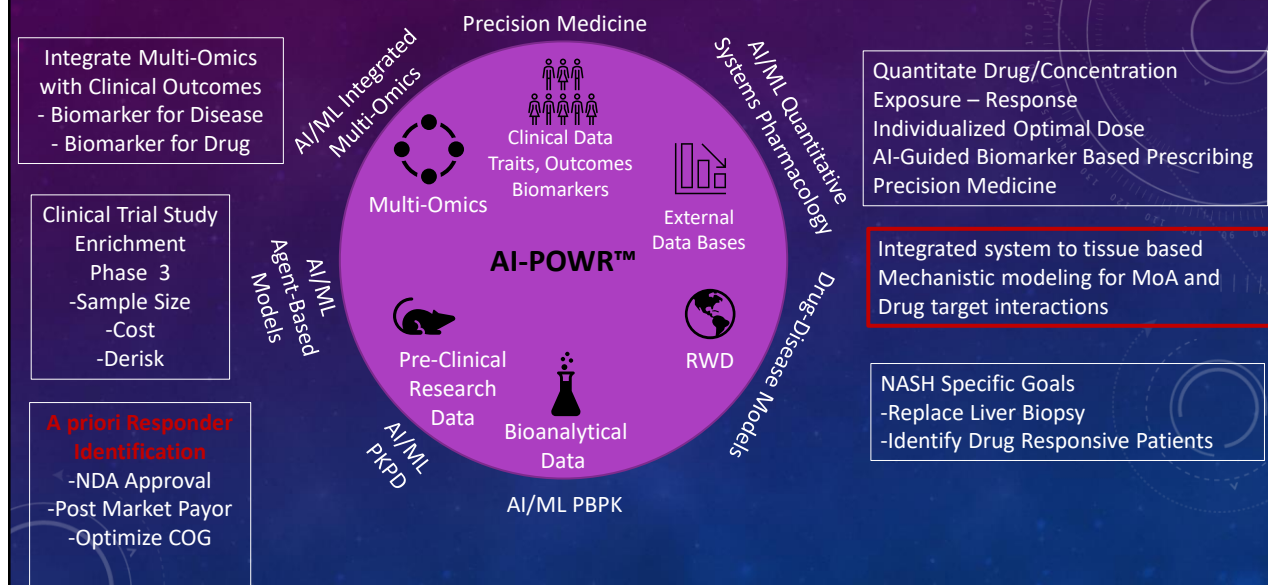 Precision Medicine
Integrate Multi-Omics
with Clinical Outcomes
- Biomarker for Disease
- Biomarker for Drug
Clinical Trial Study
Enrichment
Phase 3
-Sample Size
-Cost
-Derisk
A priori Responder
Identification
-NDA Approval
-Post Market Payor
-Optimize COG
AI/ML Integrated
Multi-Omics
AI/ML
Agent-Based
Models
AI/ML
PKPD
AI/ML PBPK
Clinical Data
Traits, Outcomes
Biomarkers
Multi-Omics
External
Data Bases
AI-POWR™
Pre-Clinical
Research
Data
Bioanalytical
Data
RWD
AI/ML Quantitative
Systems Pharmacology
Drug-Disease Models
Quantitate Drug/Concentration
Exposure – Response
Individualized Optimal Dose
AI-Guided Biomarker Based Prescribing
Precision Medicine
Integrated system to tissue based
Mechanistic modeling for MoA and
Drug target interactions
NASH Specific Goals
-Replace Liver Biopsy
-Identify Drug Responsive Patients